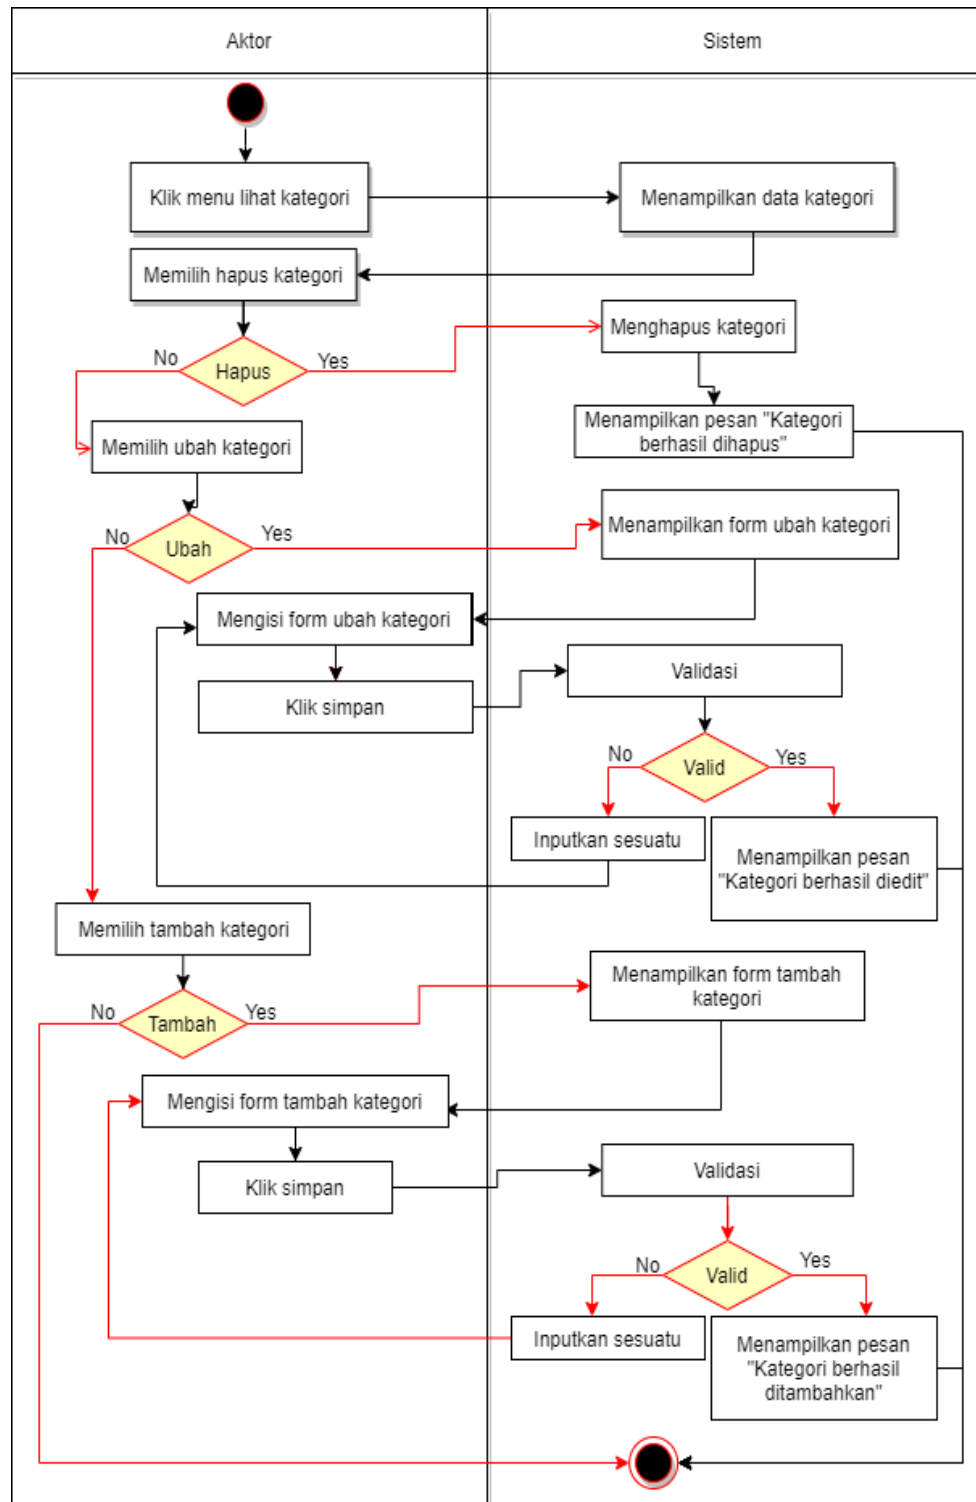 Aktor
Sistem
Klik menu lihat kategori
Menampilkan data kategori
Memilih hapus kategori
Menghapus kategori
No
Yes
Hapus
Menampilkan pesan "Kategori
berhasil dihapus"
Memilih ubah kategori
Menampilkan form ubah kategori
No
Yes
Ubah
Mengisi form ubah kategori
Validasi
Klik simpan
No
Yes
Valid
Inputkan sesuatu
Menampilkan pesan
"Kategori berhasil diedit"
Memilih tambah kategori
Menampilkan form tambah
kategori
No
Yes
Tambah
Mengisi form tambah kategori
Validasi
Klik simpan
No
Yes
Valid
Inputkan sesuatu
Menampilkan pesan
"Kategori berhasil
ditambahkan"